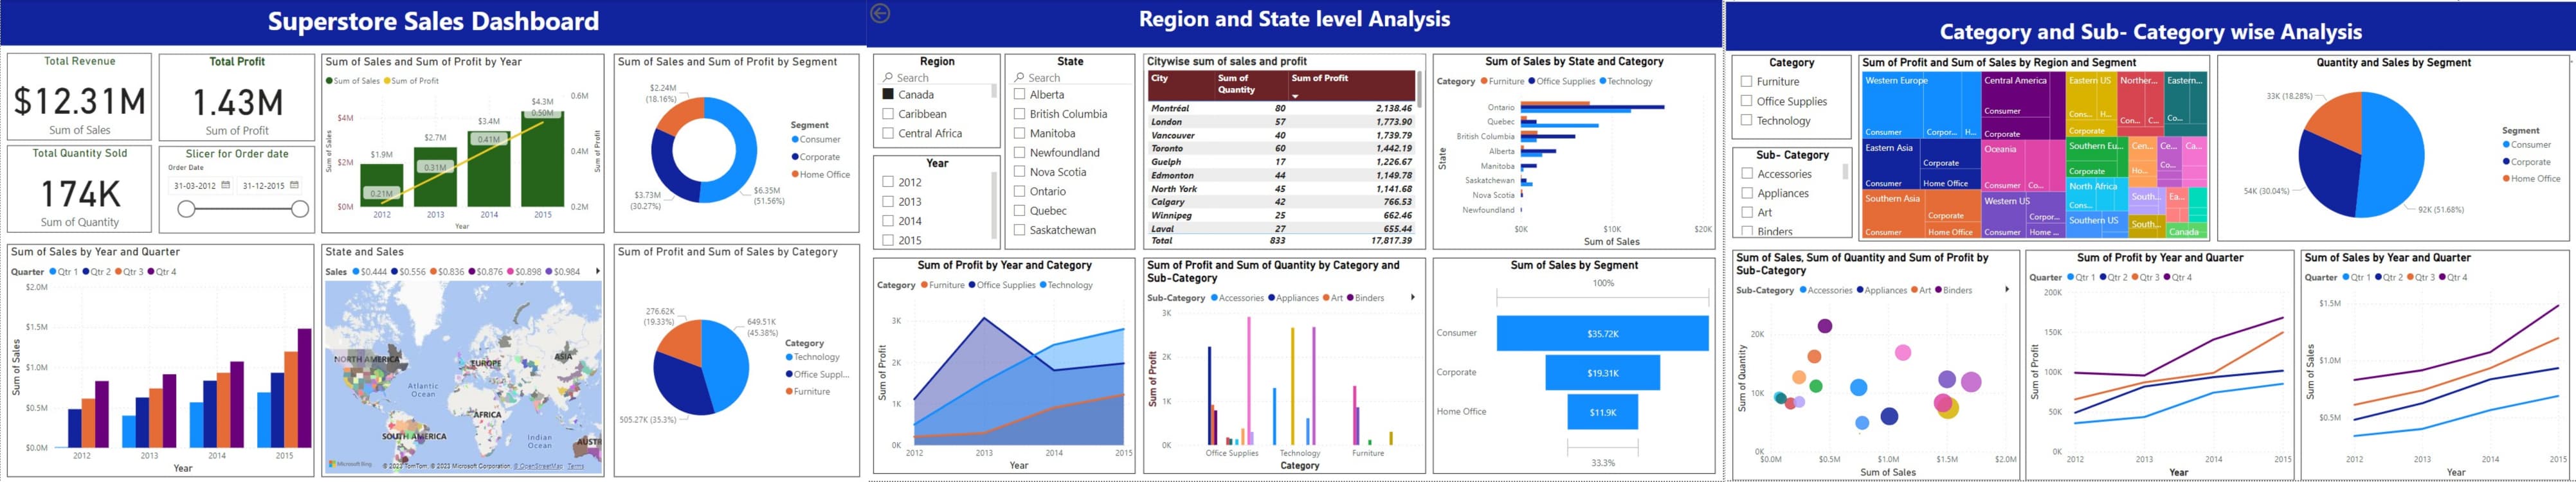 Superstore Sales Dashboard
Total Revenue
$12.31M
Sum of Sales
Total Profit
1.43M
Sum of Profit
Total Quantity Sold
174K
Sum of Quantity
Slicer for Order date
Order Date
31-03-2012
31-12-2015
Sum of Sales and Sum of Profit by Year
Sum of Sales Sum of Profit
Sum of Sales
$4M
$2M
$0M
$1.9M
$2.7M
$3.4M
$4.3M
0.21M
0.31M
0.41M
0.50M
0.6M
0.4M
0.2M
Sum of Profit
2012 2013 2014 2015
Year
Sum of Sales and Sum of Profit by Segment
$2.24M
(18.16%)
$3.73M
(30.27%)
$6.35M
(51.56%)
Segment
Consumer
Corporate
Home Office
Sum of Sales by Year and Quarter
Quarter Qtr 1 Qtr 2 Qtr 3 Qtr 4
Sum of Sales
$2.0M
$1.5M
$1.0M
$0.5M
$0.0M
2012 2013 2014 2015
Year
State and Sales
Sales $0.444 $0.556 $0.836 $0.876 $0.898 $0.984
NORTH AMERICA
EUROPE
ASIA
Atlantic
Ocean
AFRICA
SOUTH AMERICA
Indian
Ocean
AUSTR
Microsoft Bing
© 2023 TomTom, © 2023 Microsoft Corporation, © OpenStreetMap Terms
Sum of Profit and Sum of Sales by Category
276.62K
(19.33%)
649.51K
(45.38%)
505.27K (35.3%)
Category
Technology
Office Suppl...
Furniture
Region and State level Analysis
Region
Search
Canada
Caribbean
Central Africa
Year
2012
2013
2014
2015
State
Search
Alberta
British Columbia
Manitoba
Newfoundland
Nova Scotia
Ontario
Quebec
Saskatchewan
Citywise sum of sales and profit
City Sum of Quantity Sum of Profit
Montréal 80 2,138.46
London 57 1,773.90
Vancouver 40 1,739.79
Toronto 60 1,442.19
Guelph 17 1,226.67
Edmonton 44 1,149.78
North York 45 1,141.68
Calgary 42 766.53
Winnipeg 25 662.46
Laval 27 655.44
Total 833 17,817.39
Sum of Sales by State and Category
Category Furniture Office Supplies Technology
State
Ontario
Quebec
British Columbia
Alberta
Manitoba
Saskatchewan
Nova Scotia
Newfoundland
$0K $10K $20K
Sum of Sales
Sum of Profit by Year and Category
Category Furniture Office Supplies Technology
Sum of Profit
3K
2K
1K
0K
2012 2013 2014 2015
Year
Sum of Profit and Sum of Quantity by Category and
Sub-Category
Sub-Category Accessories Appliances Art Binders
Sum of Profit
3K
2K
1K
0K
Office Supplies Technology Furniture
Category
Sum of Sales by Segment
100%
Consumer $35.72K
Corporate $19.31K
Home Office $11.9K
33.3%
Category and Sub- Category wise Analysis
Category
Furniture
Office Supplies
Technology
Sub- Category
Accessories
Appliances
Art
Binders
Sum of Profit and Sum of Sales by Region and Segment
Western Europe
Consumer Corpor... H...
Eastern Asia
Corporate
Consumer Home Office
Southern Asia
Corporate
Consumer Home Office
Central America
Consumer
Corporate
Oceania
Consumer Co...
Western US
Corpor...
Consumer Home ...
Eastern US
Cons... H...
Corporate
Southern Eu...
Corporate
North Africa
Cons...
Southern US
Norther...
Con... C...
Eastern...
Co...
Cen...
Ho...
Ce...
Co...
Ca...
South...
Ea...
South...
Canada
Quantity and Sales by Segment
33K (18.28%)
54K (30.04%)
92K (51.68%)
Segment
Consumer
Corporate
Home Office
Sum of Sales, Sum of Quantity and Sum of Profit by
Sub-Category
Sub-Category Accessories Appliances Art Binders
Sum of Quantity
20K
10K
0K
$0.0M $0.5M $1.0M $1.5M $2.0M
Sum of Sales
Sum of Profit by Year and Quarter
Quarter Qtr 1 Qtr 2 Qtr 3 Qtr 4
Sum of Profit
200K
150K
100K
50K
0K
2012 2013 2014 2015
Year
Sum of Sales by Year and Quarter
Quarter Qtr 1 Qtr 2 Qtr 3 Qtr 4
Sum of Sales
$1.5M
$1.0M
$0.5M
2012 2013 2014 2015
Year